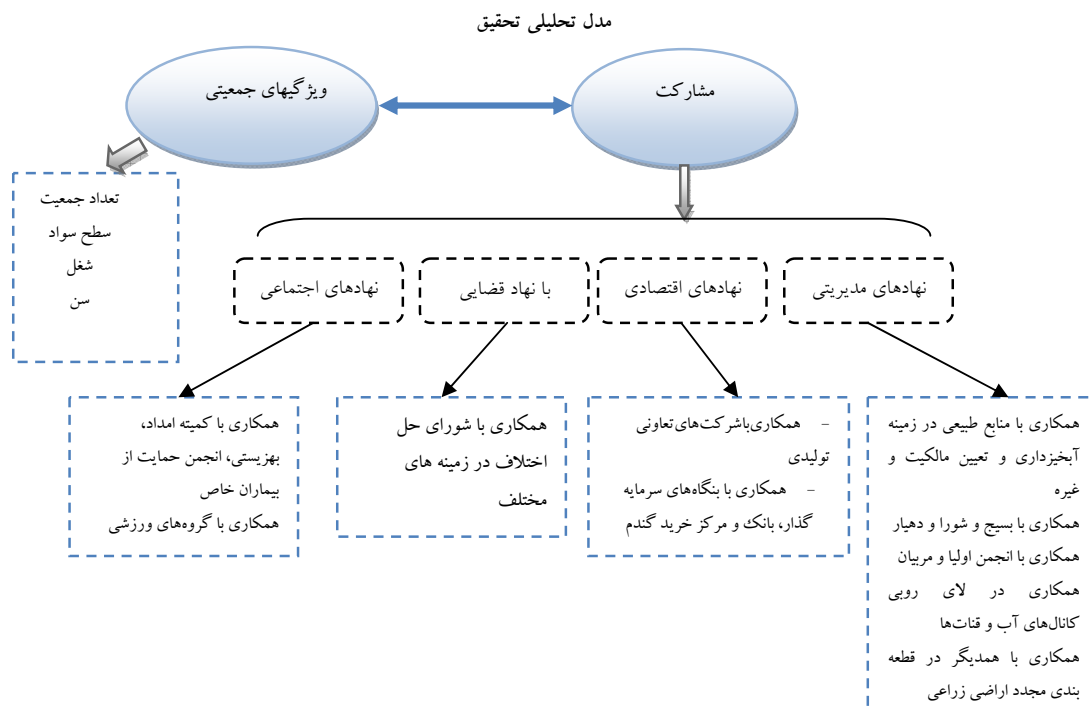 مدل تحلیلی تحقیق
مشارکت
ویژگیهای جمعیتی
تعداد جمعیت
سطح سواد
شغل
سن
نهادهای مدیریتی
نهادهای اقتصادی
با نهاد قضایی
نهادهای اجتماعی
همکاری با منابع طبیعی در زمینه
آبخیزداری و تعیین مالکیت و
غیره
همکاری با بسیج و شورا و دهیار
همکاری با انجمن اولیا و مربیان
همکاری در لای روبی
کانال‌های آب و قنات‌ها
همکاری با همدیگر در قطعه
بندی مجدد اراضی زراعی
- همکاری‌باشرکت‌های‌تعاونی
تولیدی
- همکاری با بنگاه‌های سرمایه
گذار، بانک و مرکز خرید گندم
همکاری با شورای حل
اختلاف در زمینه های
مختلف
همکاری با کمیته امداد،
بهزیستی، انجمن حمایت از
بیماران خاص
همکاری با گروه‌های ورزشی